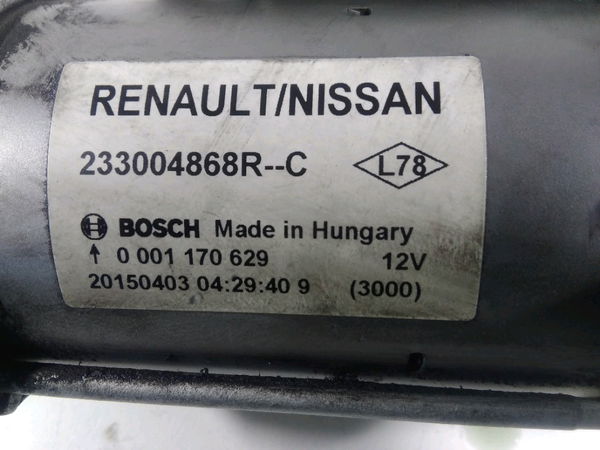 RENAULT/NISSAN
233004868R--C L78
BOSCH Made in Hungary
↑ 0 001 170 629 12V
20150403 04:29:40 9 (3000)